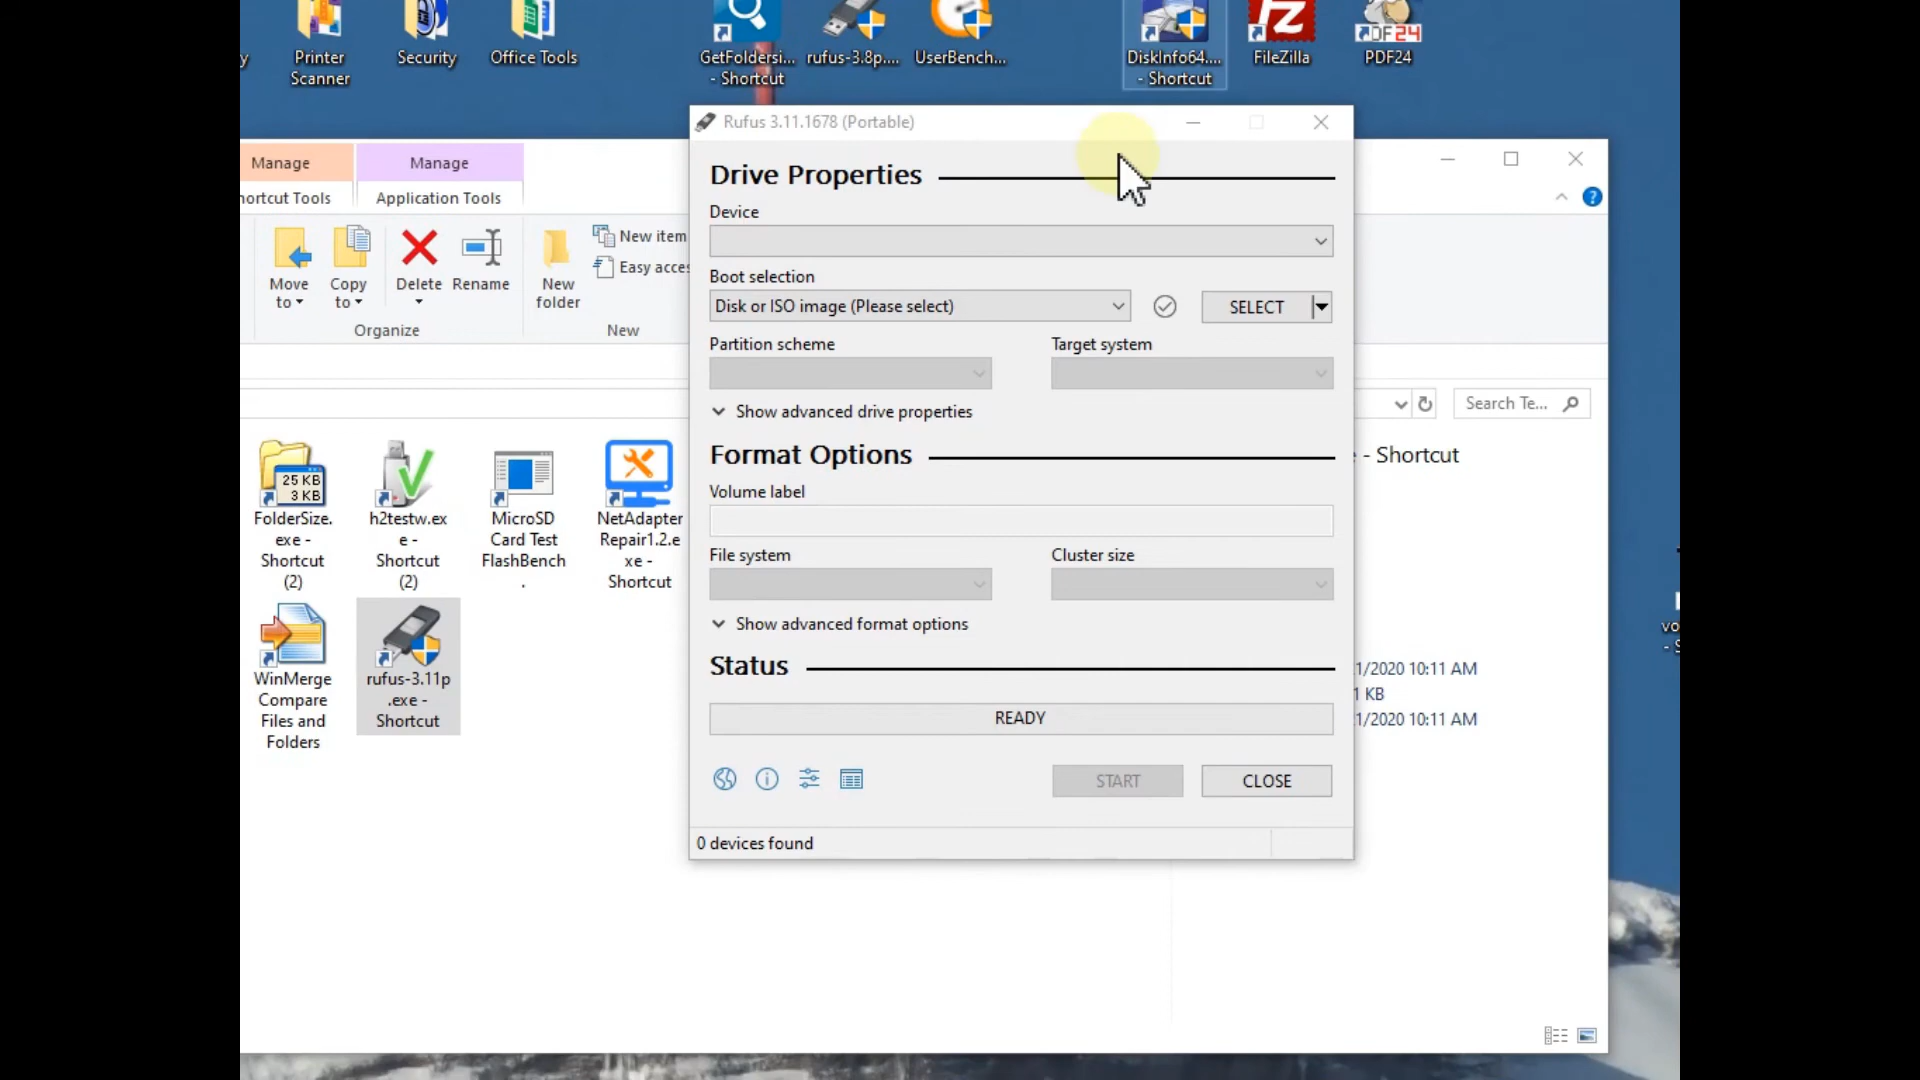 y
Printer
Scanner
Security
Office Tools
GetFoldersi...
- Shortcut
rufus-3.8p....
UserBench...
DiskInfo64....
- Shortcut
FileZilla
PDF24
Manage
Manage
hortcut Tools
Application Tools
Move
to
Copy
to
Delete
Rename
New
folder
New item
Easy acces
Organize
New
Search Te...
- Shortcut
25 KB
3 KB
FolderSize.
exe -
Shortcut
(2)
h2testw.ex
e -
Shortcut
(2)
MicroSD
Card Test
FlashBench
.
NetAdapter
Repair1.2.e
xe -
Shortcut
WinMerge
Compare
Files and
Folders
rufus-3.11p
.exe -
Shortcut
Rufus 3.11.1678 (Portable)
Drive Properties
Device
Boot selection
Disk or ISO image (Please select)
SELECT
Partition scheme
Target system
Show advanced drive properties
Format Options
Volume label
File system
Cluster size
Show advanced format options
Status
READY
START
CLOSE
0 devices found
1/2020 10:11 AM
1 KB
1/2020 10:11 AM
vo